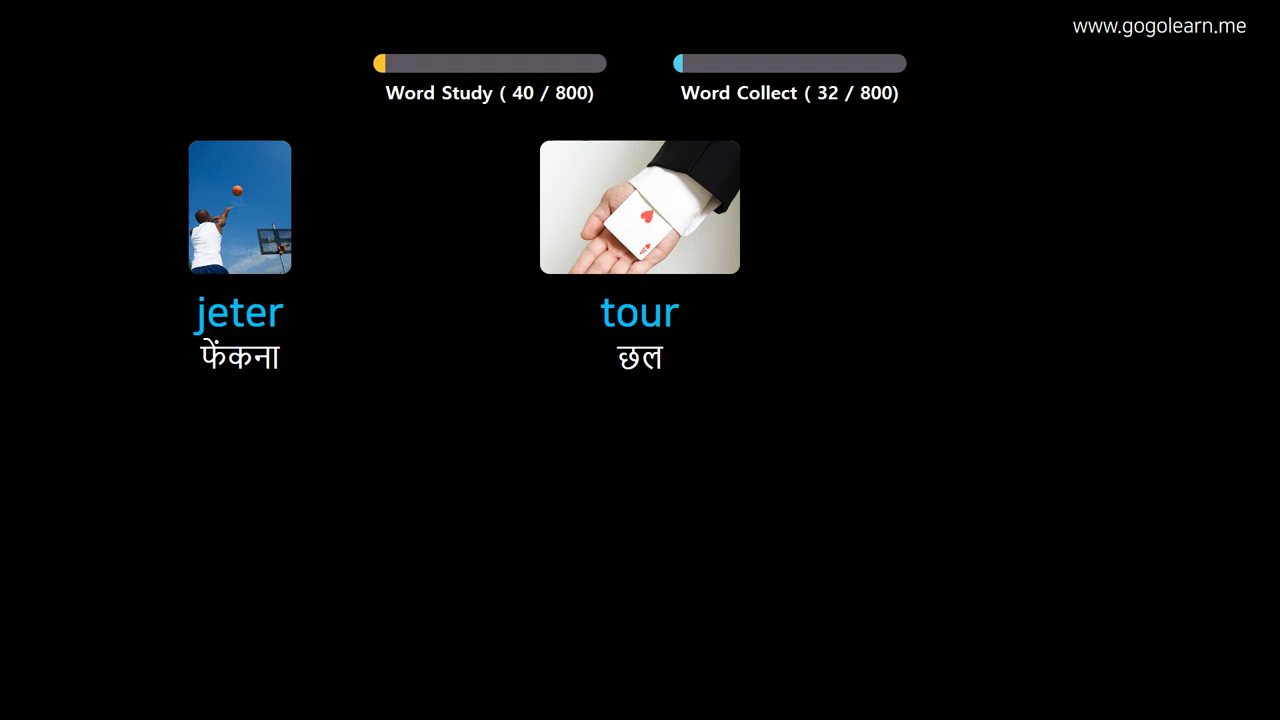 www.gogolearn.me
Word Study ( 40 / 800)
Word Collect ( 32 / 800)
jeter
फेंकना
tour
छल